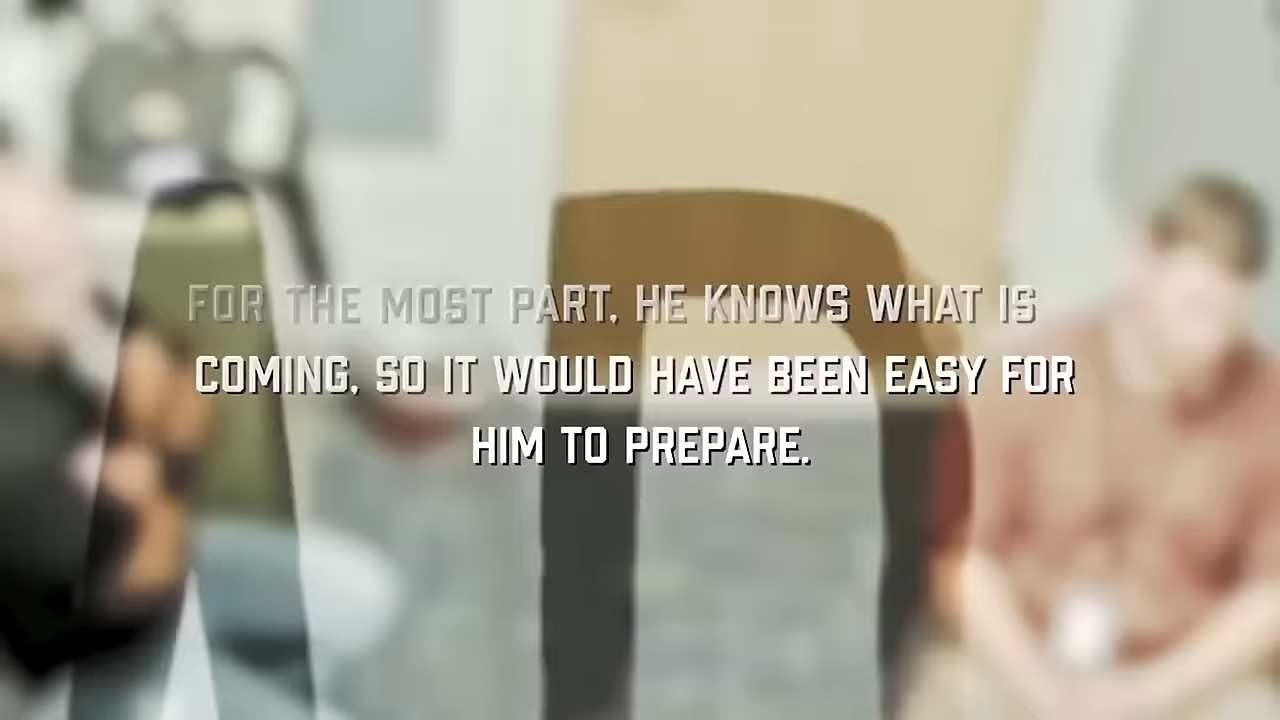 FOR THE MOST PART, HE KNOWS WHAT IS
COMING, SO IT WOULD HAVE BEEN EASY FOR
HIM TO PREPARE.